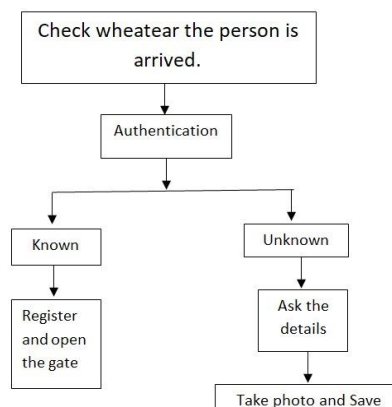 Check wheatear the person is
arrived.
Authentication
Known
Unknown
Register
and open
the gate
Ask the
details
Take photo and Save